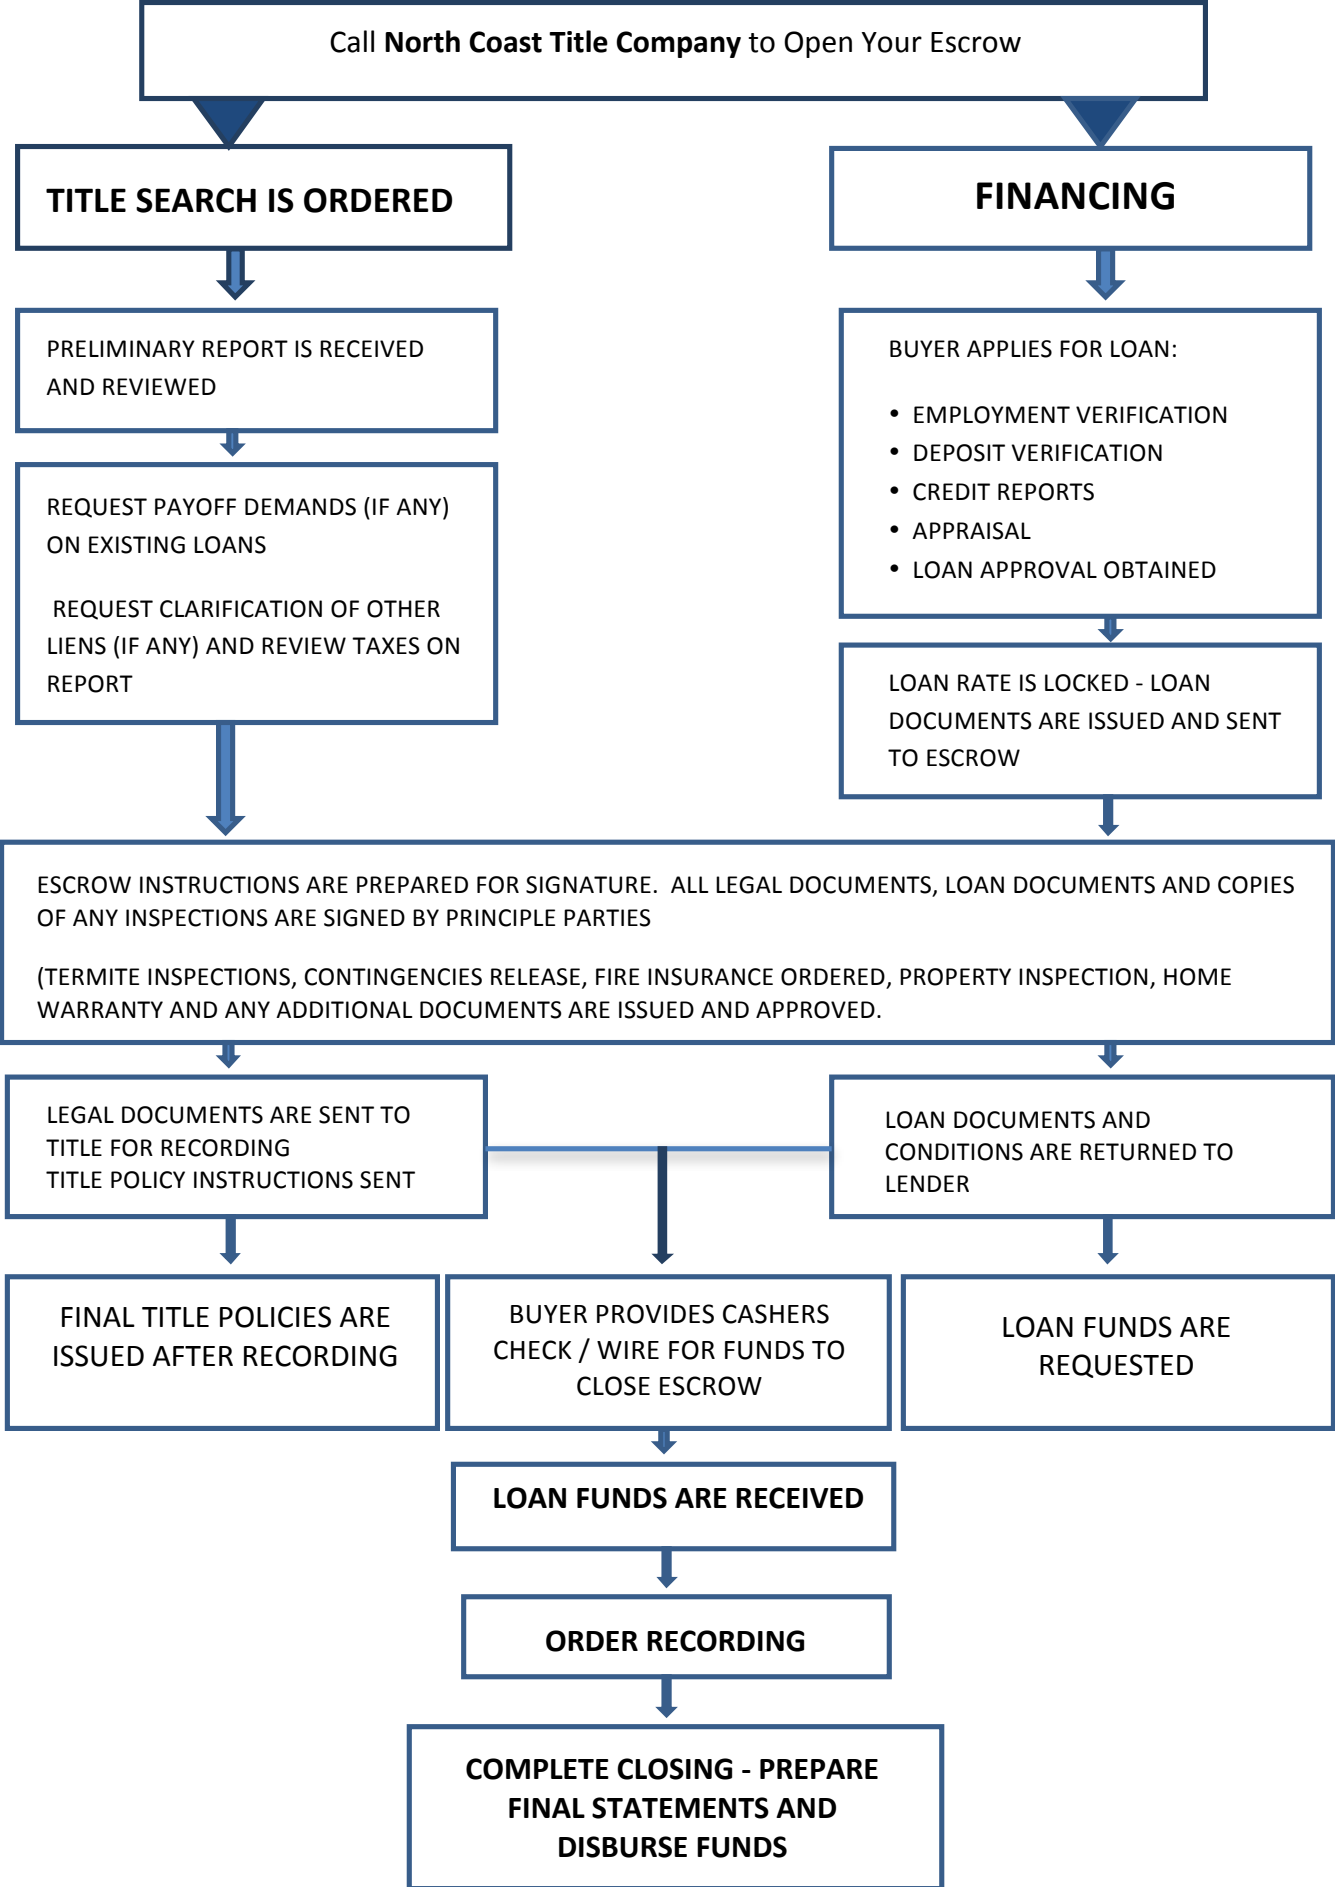 Call North Coast Title Company to Open Your Escrow
TITLE SEARCH IS ORDERED
FINANCING
PRELIMINARY REPORT IS RECEIVED
AND REVIEWED
REQUEST PAYOFF DEMANDS (IF ANY)
ON EXISTING LOANS
REQUEST CLARIFICATION OF OTHER
LIENS (IF ANY) AND REVIEW TAXES ON
REPORT
BUYER APPLIES FOR LOAN:
• EMPLOYMENT VERIFICATION
• DEPOSIT VERIFICATION
• CREDIT REPORTS
• APPRAISAL
• LOAN APPROVAL OBTAINED
LOAN RATE IS LOCKED - LOAN
DOCUMENTS ARE ISSUED AND SENT
TO ESCROW
ESCROW INSTRUCTIONS ARE PREPARED FOR SIGNATURE.  ALL LEGAL DOCUMENTS, LOAN DOCUMENTS AND COPIES
OF ANY INSPECTIONS ARE SIGNED BY PRINCIPLE PARTIES
(TERMITE INSPECTIONS, CONTINGENCIES RELEASE, FIRE INSURANCE ORDERED, PROPERTY INSPECTION, HOME
WARRANTY AND ANY ADDITIONAL DOCUMENTS ARE ISSUED AND APPROVED.
LEGAL DOCUMENTS ARE SENT TO
TITLE FOR RECORDING
TITLE POLICY INSTRUCTIONS SENT
LOAN DOCUMENTS AND
CONDITIONS ARE RETURNED TO
LENDER
FINAL TITLE POLICIES ARE
ISSUED AFTER RECORDING
BUYER PROVIDES CASHERS
CHECK / WIRE FOR FUNDS TO
CLOSE ESCROW
LOAN FUNDS ARE
REQUESTED
LOAN FUNDS ARE RECEIVED
ORDER RECORDING
COMPLETE CLOSING - PREPARE
FINAL STATEMENTS AND
DISBURSE FUNDS